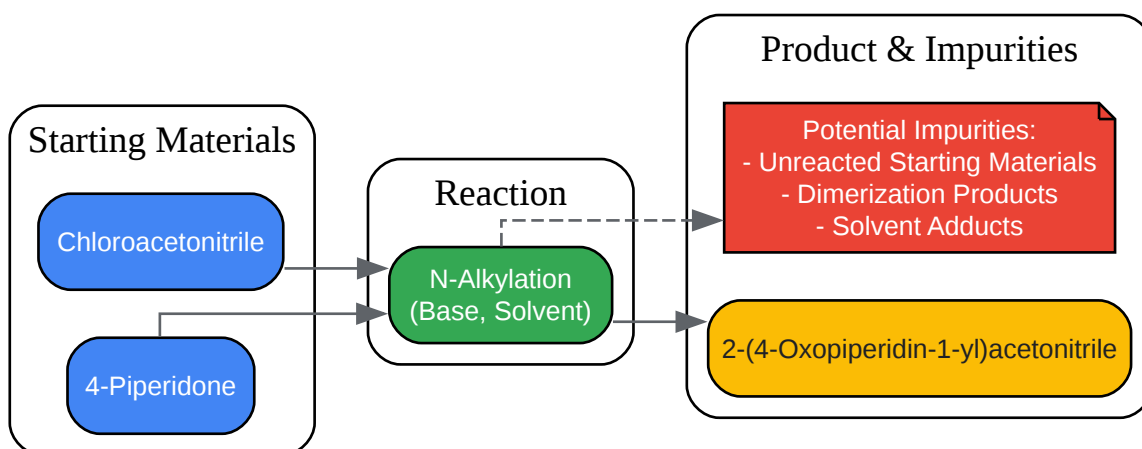 Starting Materials
Chloroacetonitrile
4-Piperidone
Reaction
N-Alkylation
(Base, Solvent)
Product & Impurities
Potential Impurities:
- Unreacted Starting Materials
- Dimerization Products
- Solvent Adducts
2-(4-Oxopiperidin-1-yl)acetonitrile